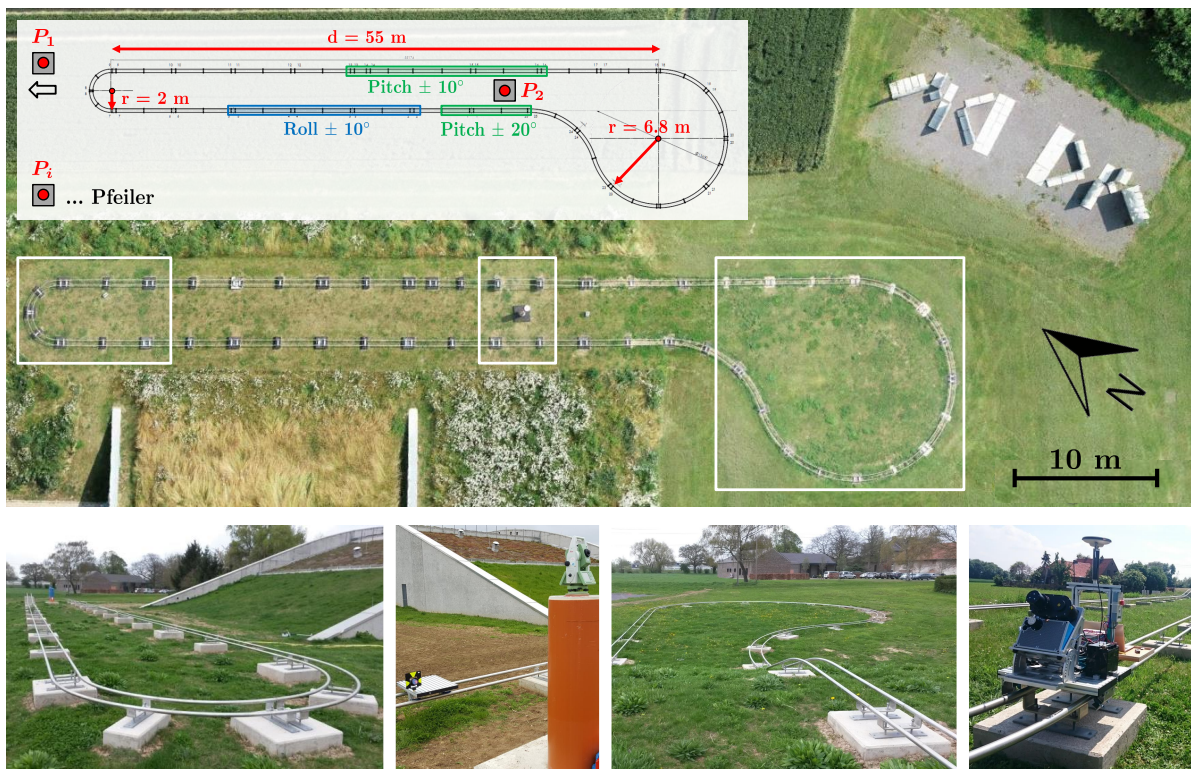 P₁
d = 55 m
Pitch ± 10°
P₂
r = 2 m
Roll ± 10°
Pitch ± 20°
r = 6.8 m
Pᵢ
... Pfeiler
N
10 m